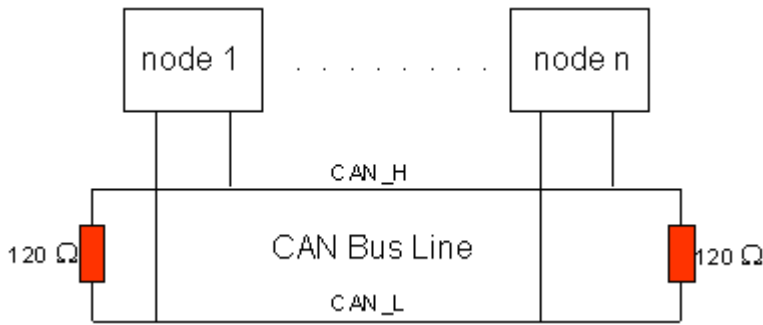 node 1
. . . . . . . .
node n
CAN_H
120 Ω
CAN Bus Line
120 Ω
CAN_L